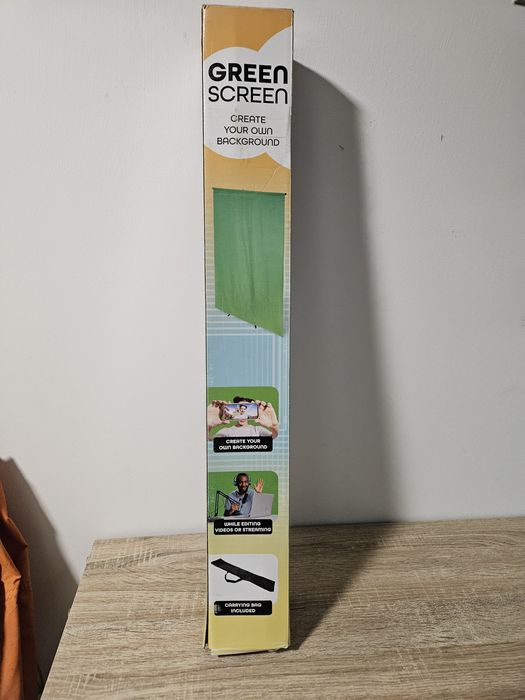 GREEN
SCREEN
CREATE
YOUR OWN
BACKGROUND
CREATE YOUR
OWN BACKGROUND
WHILE EDITING
VIDEOS OR STREAMING
CARRYING BAG
INCLUDED